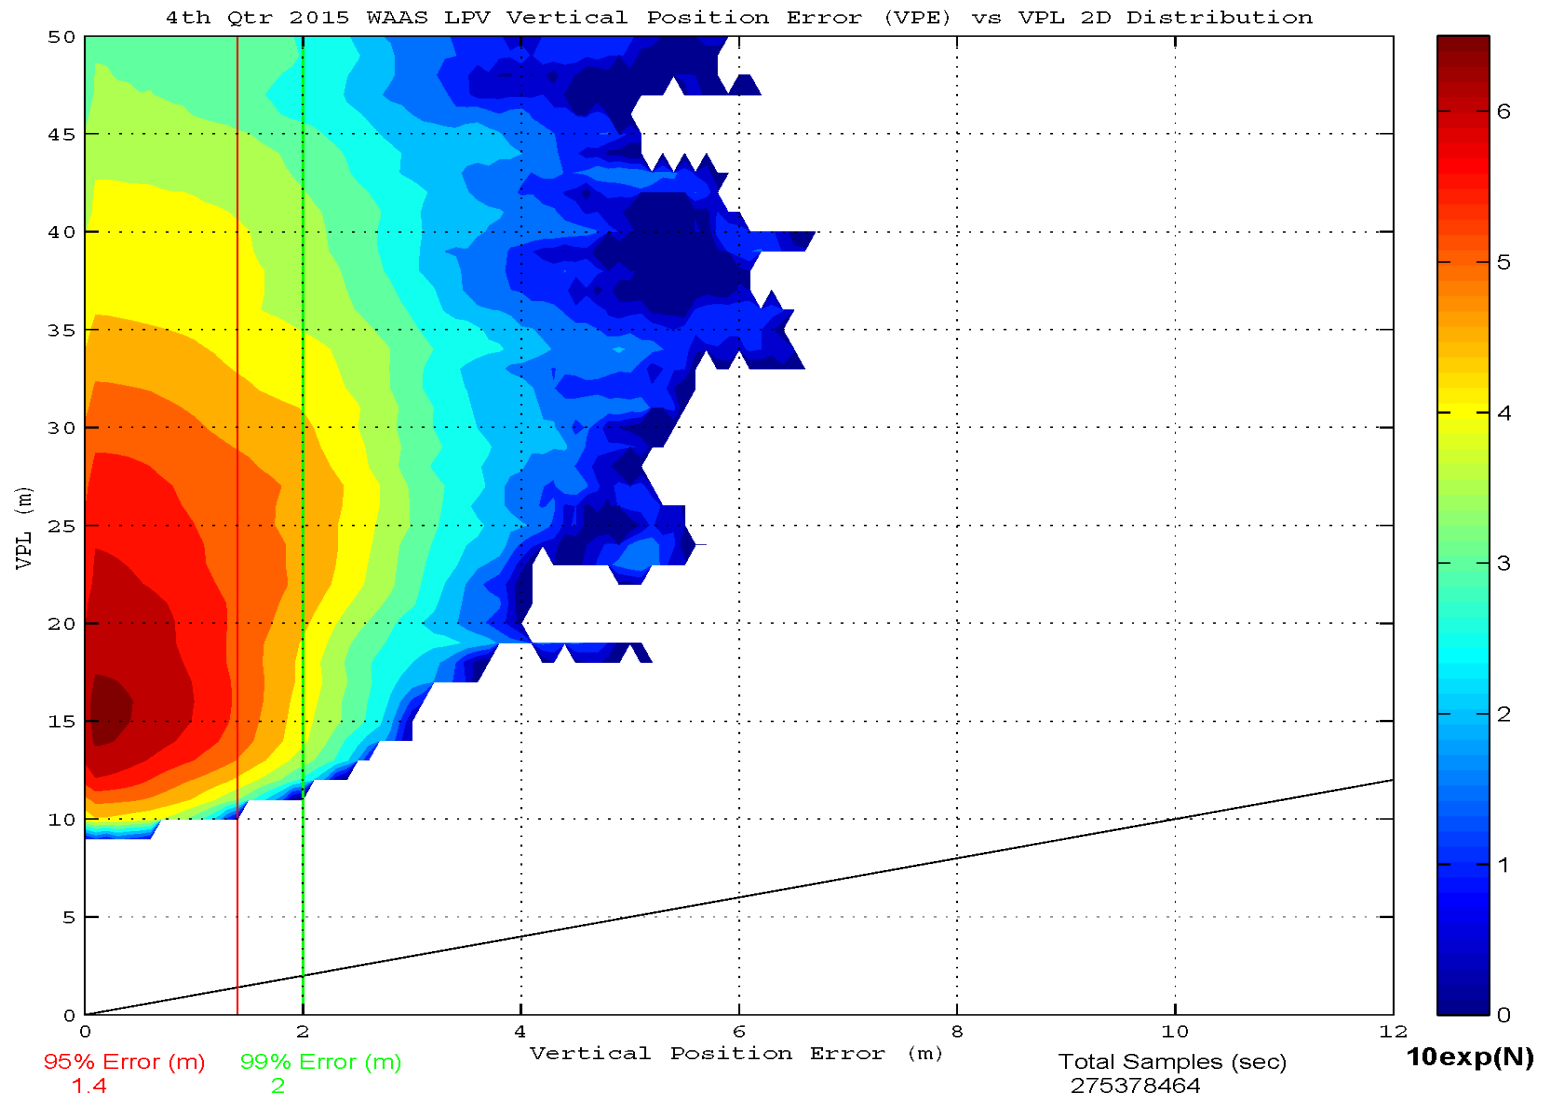 4th Qtr 2015 WAAS LPV Vertical Position Error (VPE) vs VPL 2D Distribution
50
45
40
35
30
25
20
15
10
5
0
VPL (m)
0 2 4 6 8 10 12
Vertical Position Error (m)
6
5
4
3
2
1
0
10exp(N)
95% Error (m)
1.4
99% Error (m)
2
Total Samples (sec)
275378464